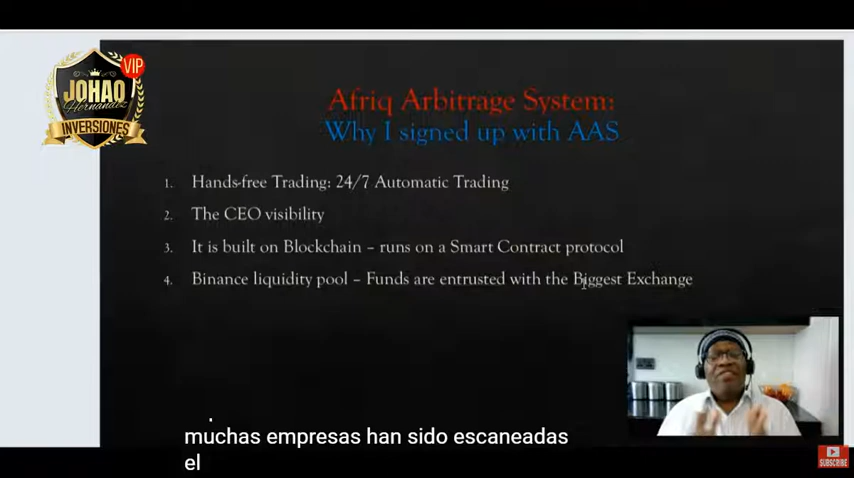 VIP
JOHAO
Hernandez
INVERSIONES
Afriq Arbitrage System:
Why I signed up with AAS
1. Hands-free Trading: 24/7 Automatic Trading
2. The CEO visibility
3. It is built on Blockchain – runs on a Smart Contract protocol
4. Binance liquidity pool – Funds are entrusted with the Biggest Exchange
muchas empresas han sido escaneadas
el
SUBSCRIBE